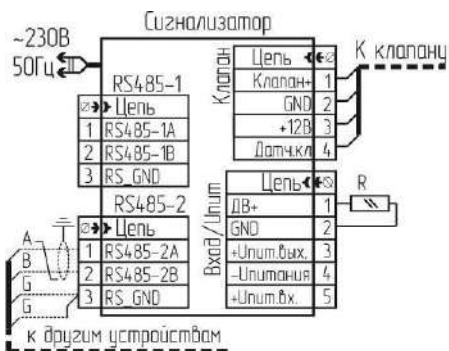 Сигнализатор
~230В
50Гц
RS485-1
Цепь
1 RS485-1A
2 RS485-1B
3 RS_GND
RS485-2
Цепь
1 RS485-2A
2 RS485-2B
3 RS_GND
A
B
G
G
к другим устройствам
Клапан
Цепь
Клапан+ 1
GND 2
+12В 3
Датч.кл 4
К клапану
Вход/Uпит
Цепь
ДВ+ 1
GND 2
+Uпит.вых. 3
-Uпитания 4
+Uпит.вх. 5
R